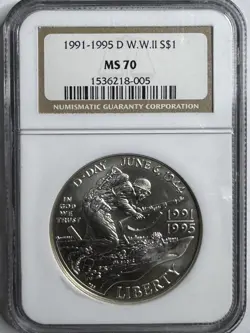 1991-1995 D W.W.II S$1
MS 70
1536218-005
NUMISMATIC GUARANTY CORPORATION
D-DAY JUNE 6, 1944
IN
GOD
WE
TRUST
1991
1995
LIBERTY